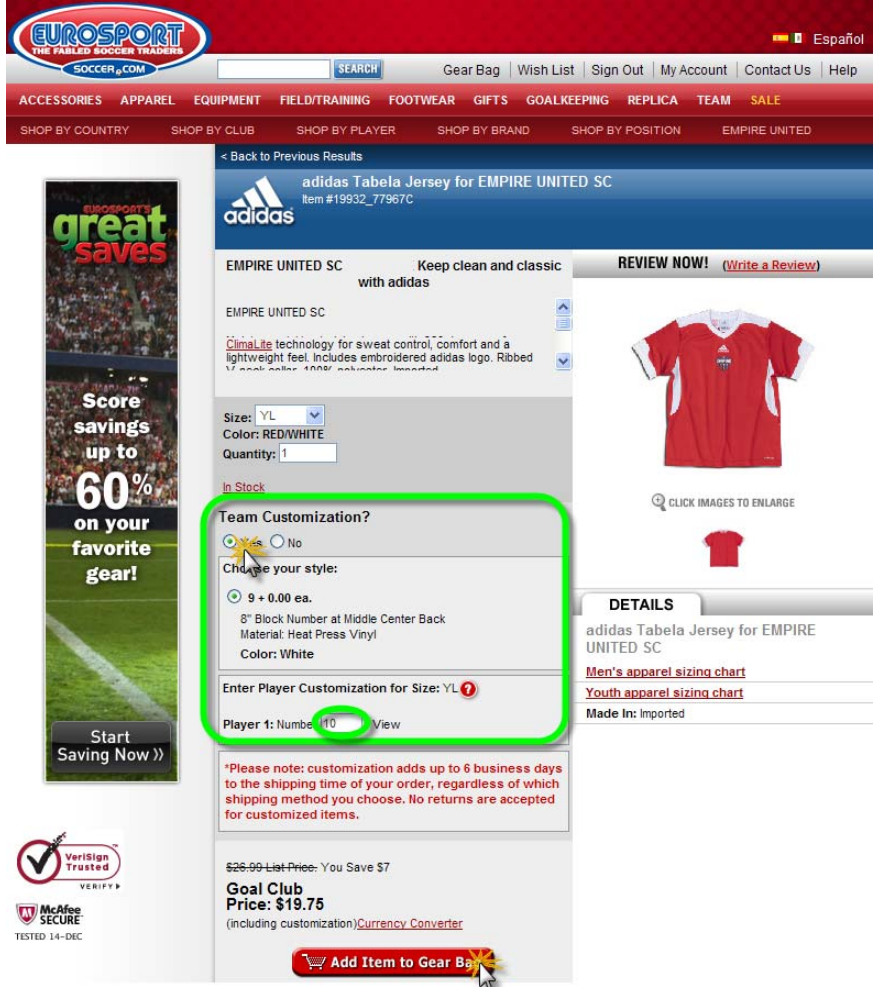 EUROSPORT
THE FABLED SOCCER TRADERS
SOCCER.COM
Español
SEARCH
Gear Bag | Wish List | Sign Out | My Account | Contact Us | Help
ACCESSORIES APPAREL EQUIPMENT FIELD/TRAINING FOOTWEAR GIFTS GOALKEEPING REPLICA TEAM SALE
SHOP BY COUNTRY SHOP BY CLUB SHOP BY PLAYER SHOP BY BRAND SHOP BY POSITION EMPIRE UNITED
< Back to Previous Results
adidas
adidas Tabela Jersey for EMPIRE UNITED SC
Item #19932_77967C
EUROSPORT'S
great
saves
Score
savings
up to
60%
on your
favorite
gear!
Start
Saving Now »
EMPIRE UNITED SC Keep clean and classic
with adidas
EMPIRE UNITED SC
ClimaLite technology for sweat control, comfort and a
lightweight feel. Includes embroidered adidas logo. Ribbed
V-neck collar. 100% polyester. Imported
Size: YL
Color: RED/WHITE
Quantity: 1
In Stock
Team Customization?
Yes No
Choose your style:
9 + 0.00 ea.
8" Block Number at Middle Center Back
Material: Heat Press Vinyl
Color: White
Enter Player Customization for Size: YL ?
Player 1: Number 10 View
*Please note: customization adds up to 6 business days
to the shipping time of your order, regardless of which
shipping method you choose. No returns are accepted
for customized items.
$26.99 List Price. You Save $7
Goal Club
Price: $19.75
(including customization)Currency Converter
Add Item to Gear Bag
REVIEW NOW! (Write a Review)
CLICK IMAGES TO ENLARGE
DETAILS
adidas Tabela Jersey for EMPIRE
UNITED SC
Men's apparel sizing chart
Youth apparel sizing chart
Made In: Imported
VeriSign
Trusted
VERIFY
McAfee
SECURE
TESTED 14-DEC